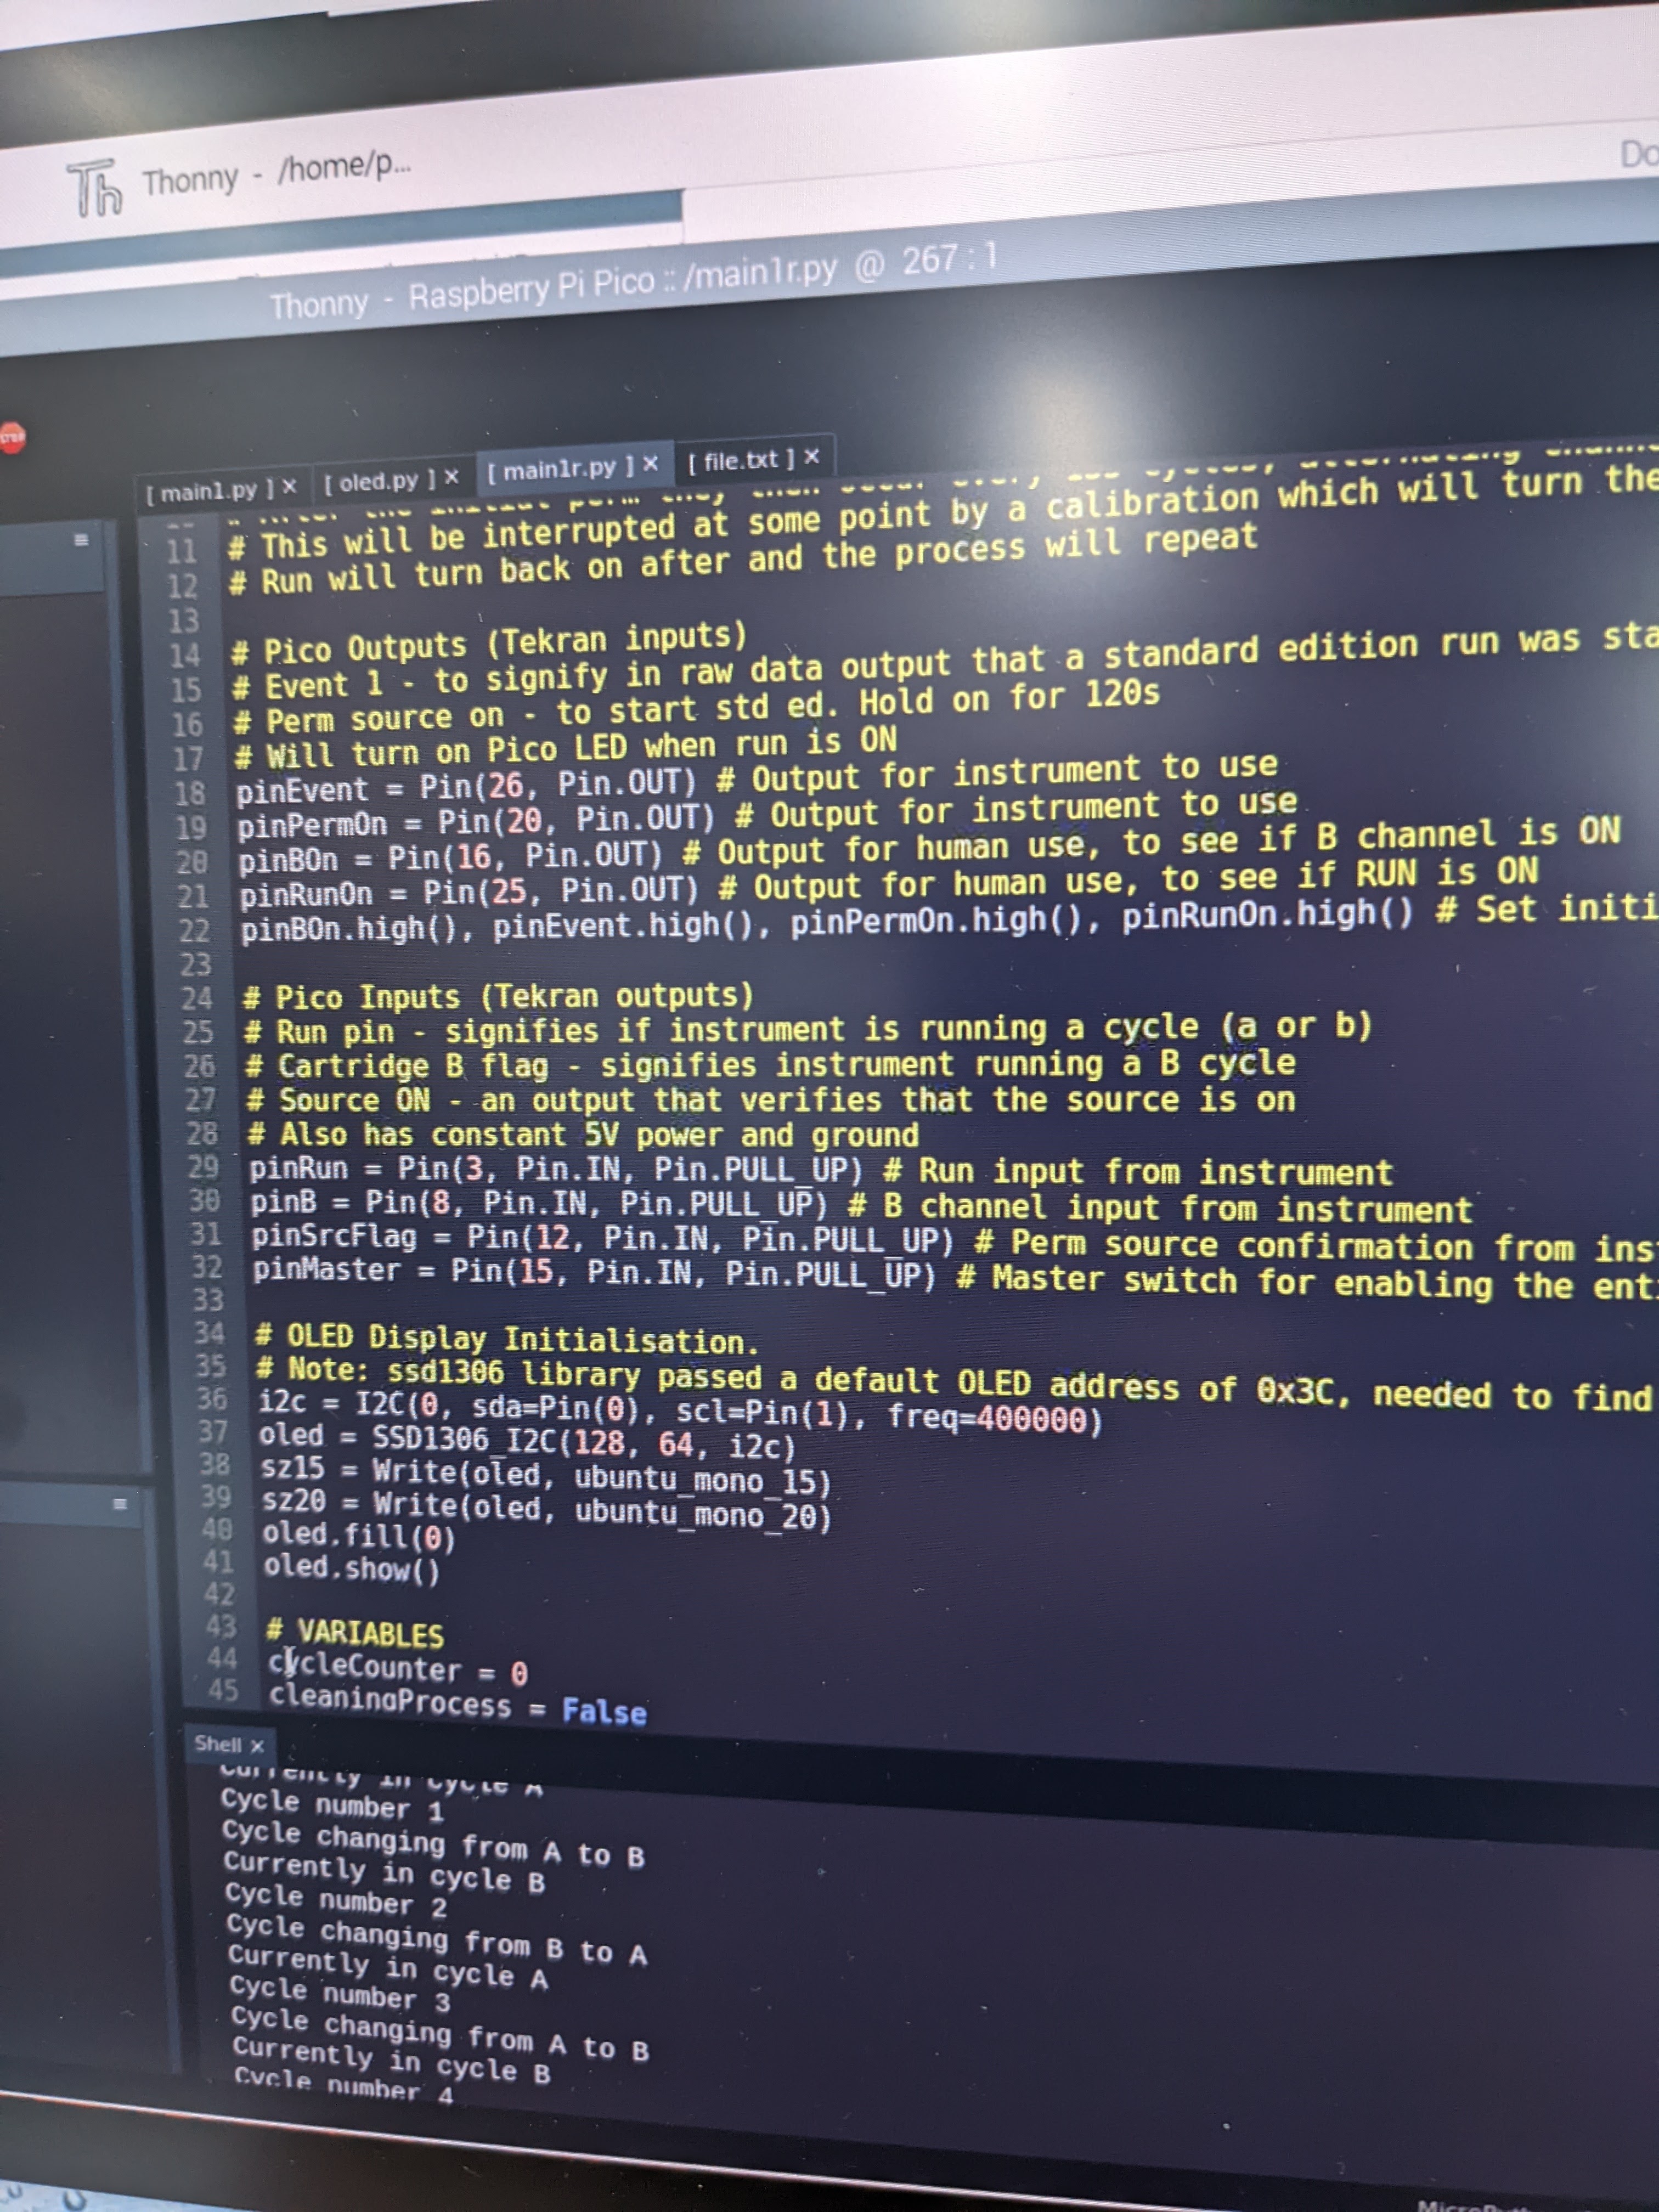 Thonny - /home/p...
Do
Thonny - Raspberry Pi Pico :: /main1r.py @ 267 : 1
STOP
[ main1.py ] × [ oled.py ] × [ main1r.py ] × [ file.txt ] ×
11 # This will be interrupted at some point by a calibration which will turn the
12 # Run will turn back on after and the process will repeat
13
14 # Pico Outputs (Tekran inputs)
15 # Event 1 - to signify in raw data output that a standard edition run was sta
16 # Perm source on - to start std ed. Hold on for 120s
17 # Will turn on Pico LED when run is ON
18 pinEvent = Pin(26, Pin.OUT) # Output for instrument to use
19 pinPermOn = Pin(20, Pin.OUT) # Output for instrument to use
20 pinBOn = Pin(16, Pin.OUT) # Output for human use, to see if B channel is ON
21 pinRunOn = Pin(25, Pin.OUT) # Output for human use, to see if RUN is ON
22 pinBOn.high(), pinEvent.high(), pinPermOn.high(), pinRunOn.high() # Set initi
23
24 # Pico Inputs (Tekran outputs)
25 # Run pin - signifies if instrument is running a cycle (a or b)
26 # Cartridge B flag - signifies instrument running a B cycle
27 # Source ON - an output that verifies that the source is on
28 # Also has constant 5V power and ground
29 pinRun = Pin(3, Pin.IN, Pin.PULL_UP) # Run input from instrument
30 pinB = Pin(8, Pin.IN, Pin.PULL_UP) # B channel input from instrument
31 pinSrcFlag = Pin(12, Pin.IN, Pin.PULL_UP) # Perm source confirmation from ins
32 pinMaster = Pin(15, Pin.IN, Pin.PULL_UP) # Master switch for enabling the ent
33
34 # OLED Display Initialisation.
35 # Note: ssd1306 library passed a default OLED address of 0x3C, needed to find
36 i2c = I2C(0, sda=Pin(0), scl=Pin(1), freq=400000)
37 oled = SSD1306_I2C(128, 64, i2c)
38 sz15 = Write(oled, ubuntu_mono_15)
39 sz20 = Write(oled, ubuntu_mono_20)
40 oled.fill(0)
41 oled.show()
42
43 # VARIABLES
44 cycleCounter = 0
45 cleaningProcess = False
Shell ×
Currently in cycle A
Cycle number 1
Cycle changing from A to B
Currently in cycle B
Cycle number 2
Cycle changing from B to A
Currently in cycle A
Cycle number 3
Cycle changing from A to B
Currently in cycle B
Cycle number 4